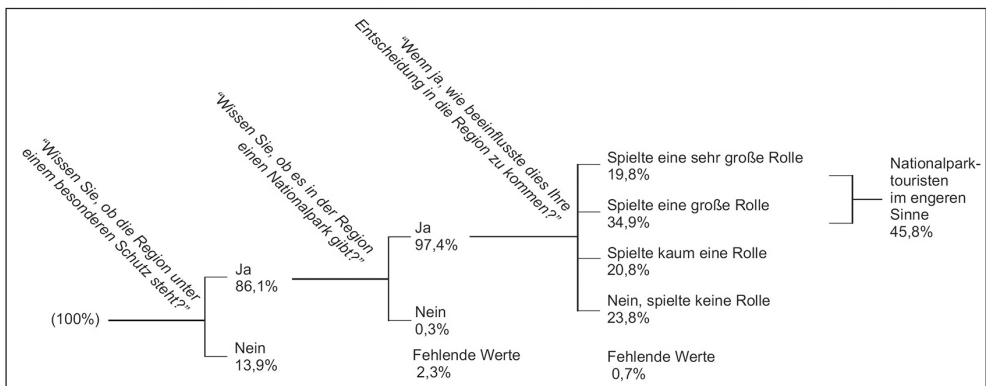 “Wissen Sie, ob die Region unter
einem besonderen Schutz steht?”
“Wissen Sie, ob es in der Region
einen Nationalpark gibt?”
“Wenn ja, wie beeinflusste dies Ihre
Entscheidung in die Region zu kommen?”
(100%)
Ja
86,1%
Nein
13,9%
Ja
97,4%
Nein
0,3%
Fehlende Werte
2,3%
Spielte eine sehr große Rolle
19,8%
Spielte eine große Rolle
34,9%
Spielte kaum eine Rolle
20,8%
Nein, spielte keine Rolle
23,8%
Fehlende Werte
0,7%
Nationalpark-
touristen
im engeren
Sinne
45,8%